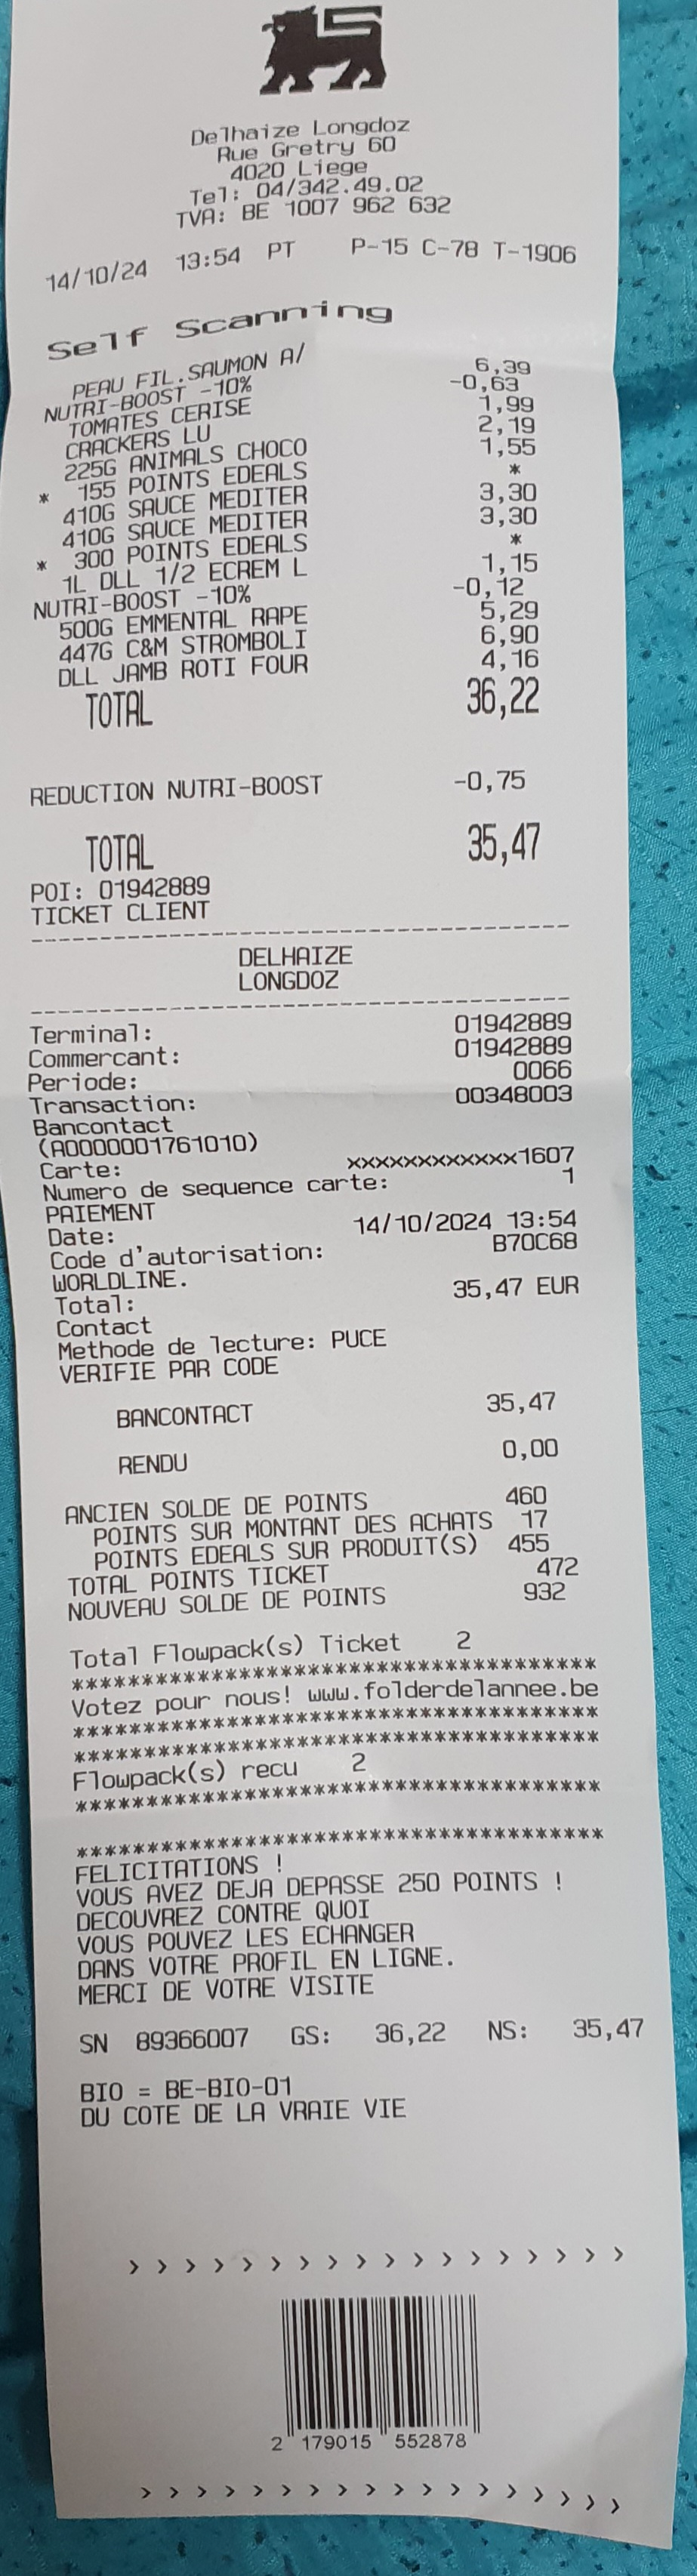 Delhaize Longdoz
Rue Gretry 60
4020 Liege
Tel: 04/342.49.02
TVA: BE 1007 962 632
14/10/24 13:54 PT P-15 C-78 T-1906
Self Scanning
PEAU FIL.SAUMON A/ 6,39
NUTRI-BOOST -10% -0,63
TOMATES CERISE 1,99
CRACKERS LU 2,19
225G ANIMALS CHOCO 1,55
* 155 POINTS EDEALS *
410G SAUCE MEDITER 3,30
410G SAUCE MEDITER 3,30
* 300 POINTS EDEALS *
1L DLL 1/2 ECREM L 1,15
NUTRI-BOOST -10% -0,12
500G EMMENTAL RAPE 5,29
447G C&M STROMBOLI 6,90
DLL JAMB ROTI FOUR 4,16
TOTAL 36,22
REDUCTION NUTRI-BOOST -0,75
TOTAL 35,47
POI: 01942889
TICKET CLIENT
--------------------------------------
DELHAIZE
LONGDOZ
--------------------------------------
Terminal: 01942889
Commercant: 01942889
Periode: 0066
Transaction: 00348003
Bancontact
(A0000001761010)
Carte: xxxxxxxxxxxx1607
Numero de sequence carte: 1
PAIEMENT
Date: 14/10/2024 13:54
Code d'autorisation: B70C68
WORLDLINE.
Total: 35,47 EUR
Contact
Methode de lecture: PUCE
VERIFIE PAR CODE
BANCONTACT 35,47
RENDU 0,00
ANCIEN SOLDE DE POINTS 460
POINTS SUR MONTANT DES ACHATS 17
POINTS EDEALS SUR PRODUIT(S) 455
TOTAL POINTS TICKET 472
NOUVEAU SOLDE DE POINTS 932
Total Flowpack(s) Ticket 2
**************************************
Votez pour nous! www.folderdelannee.be
**************************************
**************************************
Flowpack(s) recu 2
**************************************
**************************************
FELICITATIONS !
VOUS AVEZ DEJA DEPASSE 250 POINTS !
DECOUVREZ CONTRE QUOI
VOUS POUVEZ LES ECHANGER
DANS VOTRE PROFIL EN LIGNE.
MERCI DE VOTRE VISITE
SN 89366007 GS: 36,22 NS: 35,47
BIO = BE-BIO-01
DU COTE DE LA VRAIE VIE
> > > > > > > > > > > > > > > > > >
2 179015 552878
> > > > > > > > > > > > > > > > > >